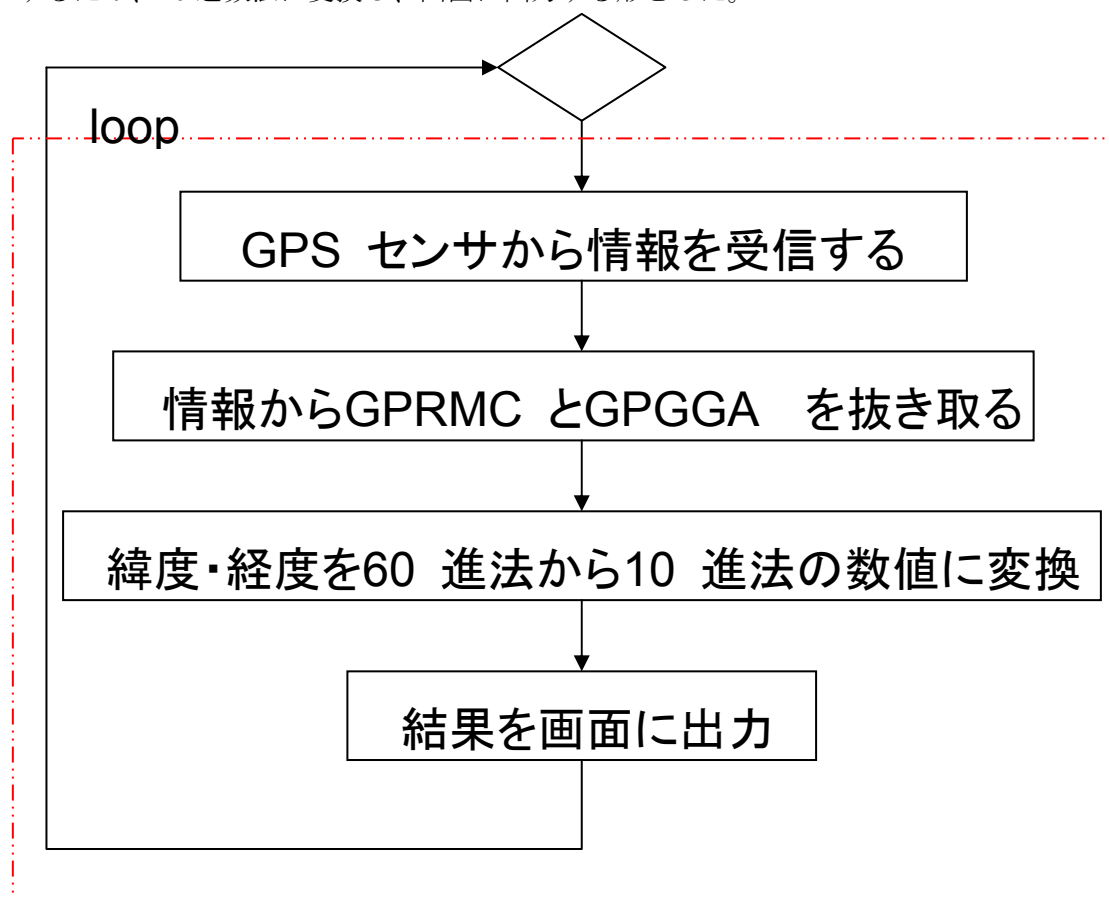 loop
GPS センサから情報を受信する
情報からGPRMC とGPGGA を抜き取る
緯度・経度を60 進法から10 進法の数値に変換
結果を画面に出力